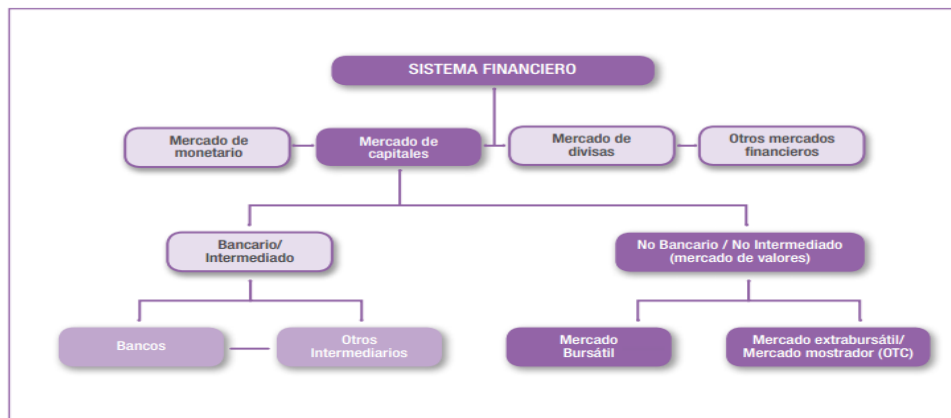 SISTEMA FINANCIERO
Mercado de
monetario
Mercado de
capitales
Mercado de
divisas
Otros mercados
financieros
Bancario/
Intermediado
No Bancario / No Intermediado
(mercado de valores)
Bancos
Otros
Intermediarios
Mercado
Bursátil
Mercado extrabursátil/
Mercado mostrador (OTC)